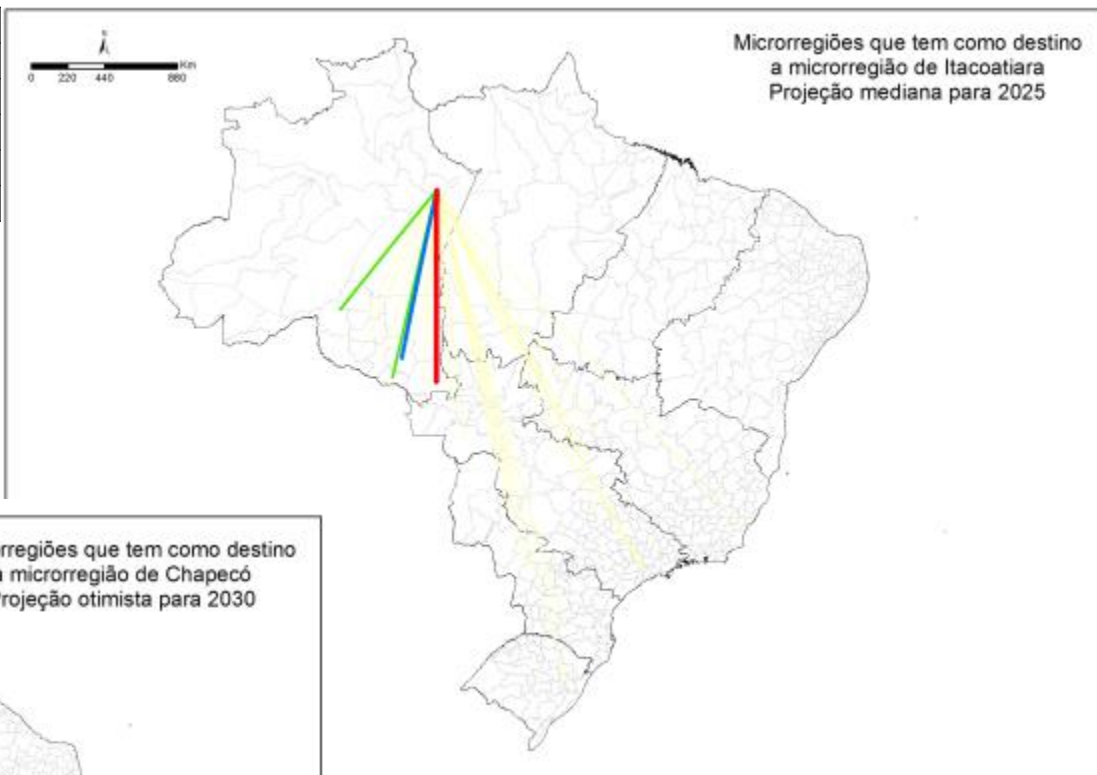 Microrregiões que tem como destino
a microrregião de Itacoatiara
Projeção mediana para 2025
N
Km
0 220 440 880
rregiões que tem como destino
a microrregião de Chapecó
rojeção otimista para 2030